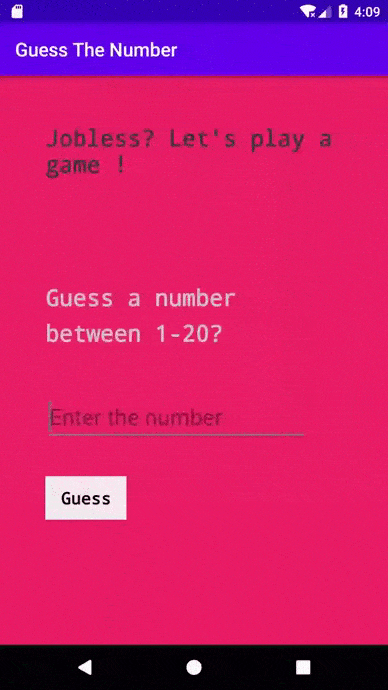 4:09
Guess The Number
Jobless? Let's play a
game !
Guess a number
between 1-20?
Enter the number
Guess